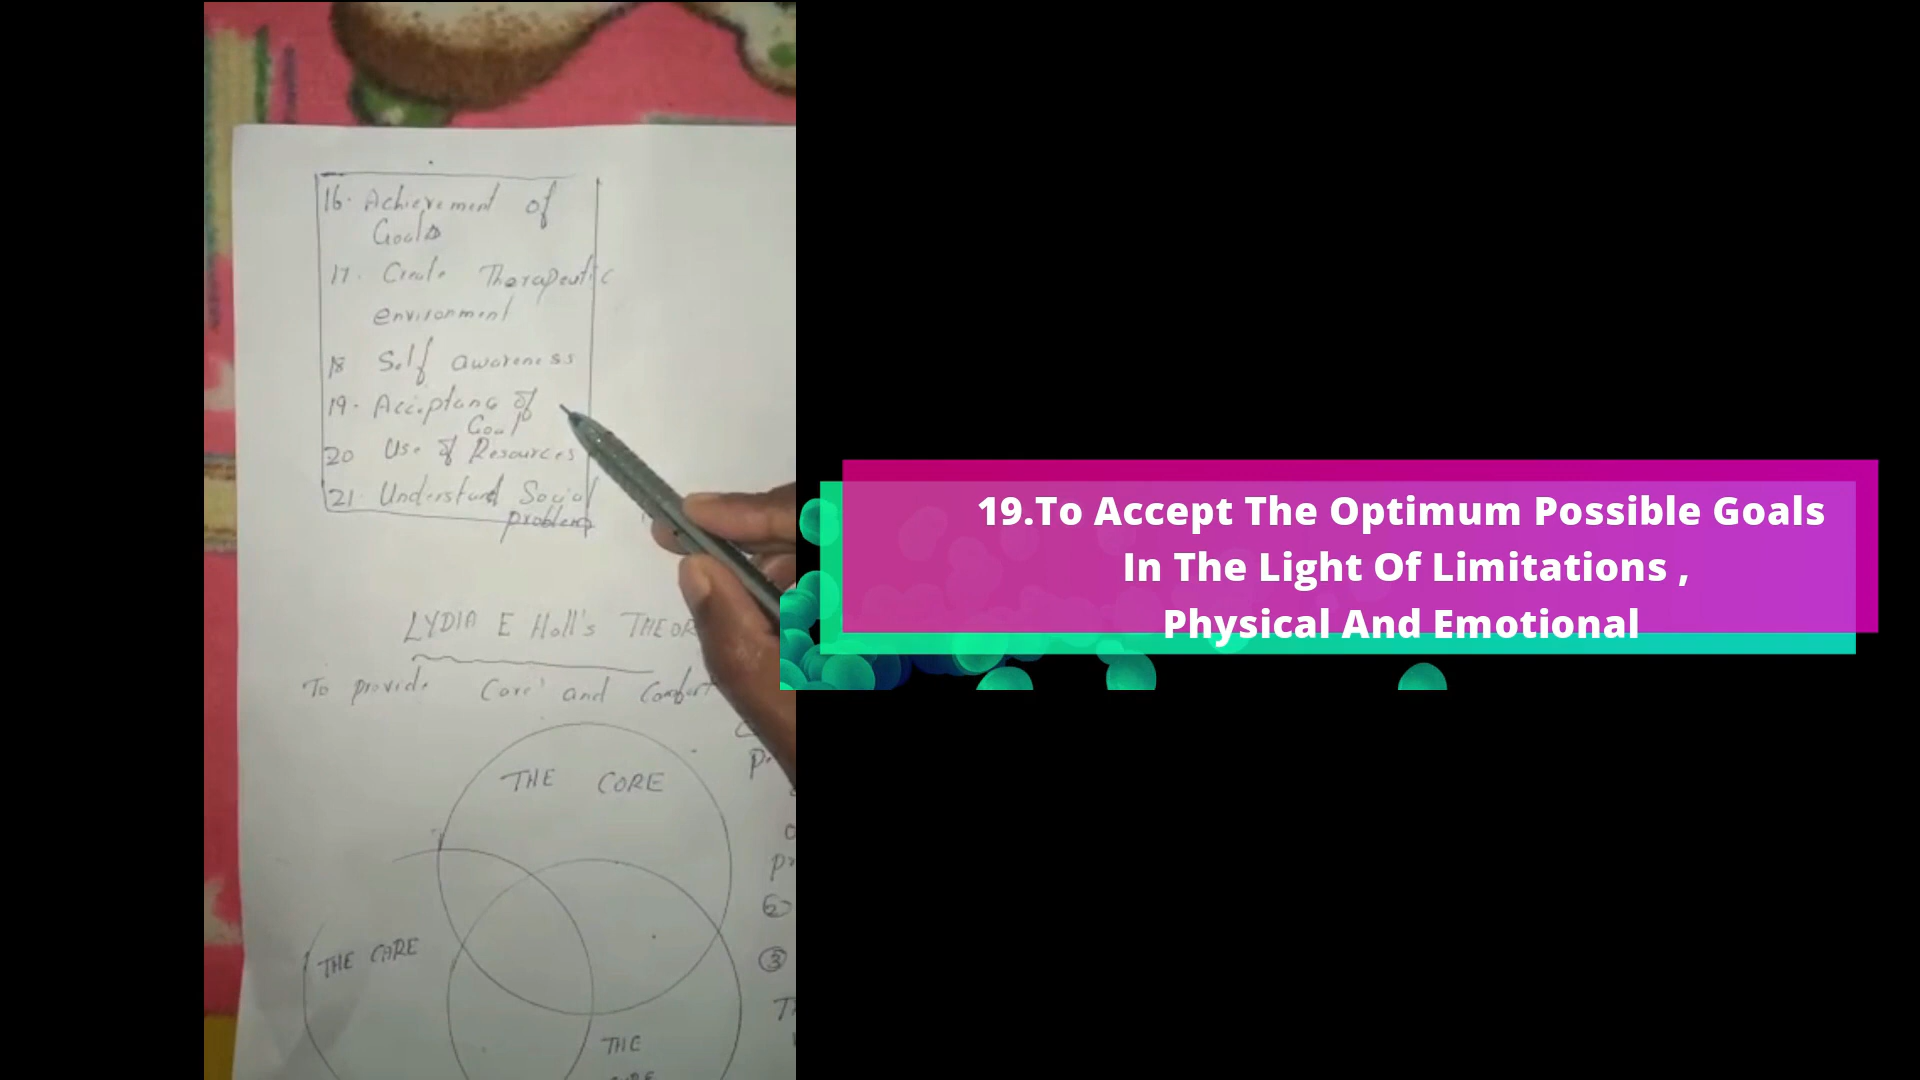 16. Achievement of
Goals
17. Create Therapeutic
environment
18 Self awareness
19. Acceptance of
Goal
20 Use of Resources
21. Understand Social
problem
LYDIA E Hall's THEOR
To provide Care and Comfort
THE CORE
THE CARE
THE
3
19.To Accept The Optimum Possible Goals
In The Light Of Limitations ,
Physical And Emotional